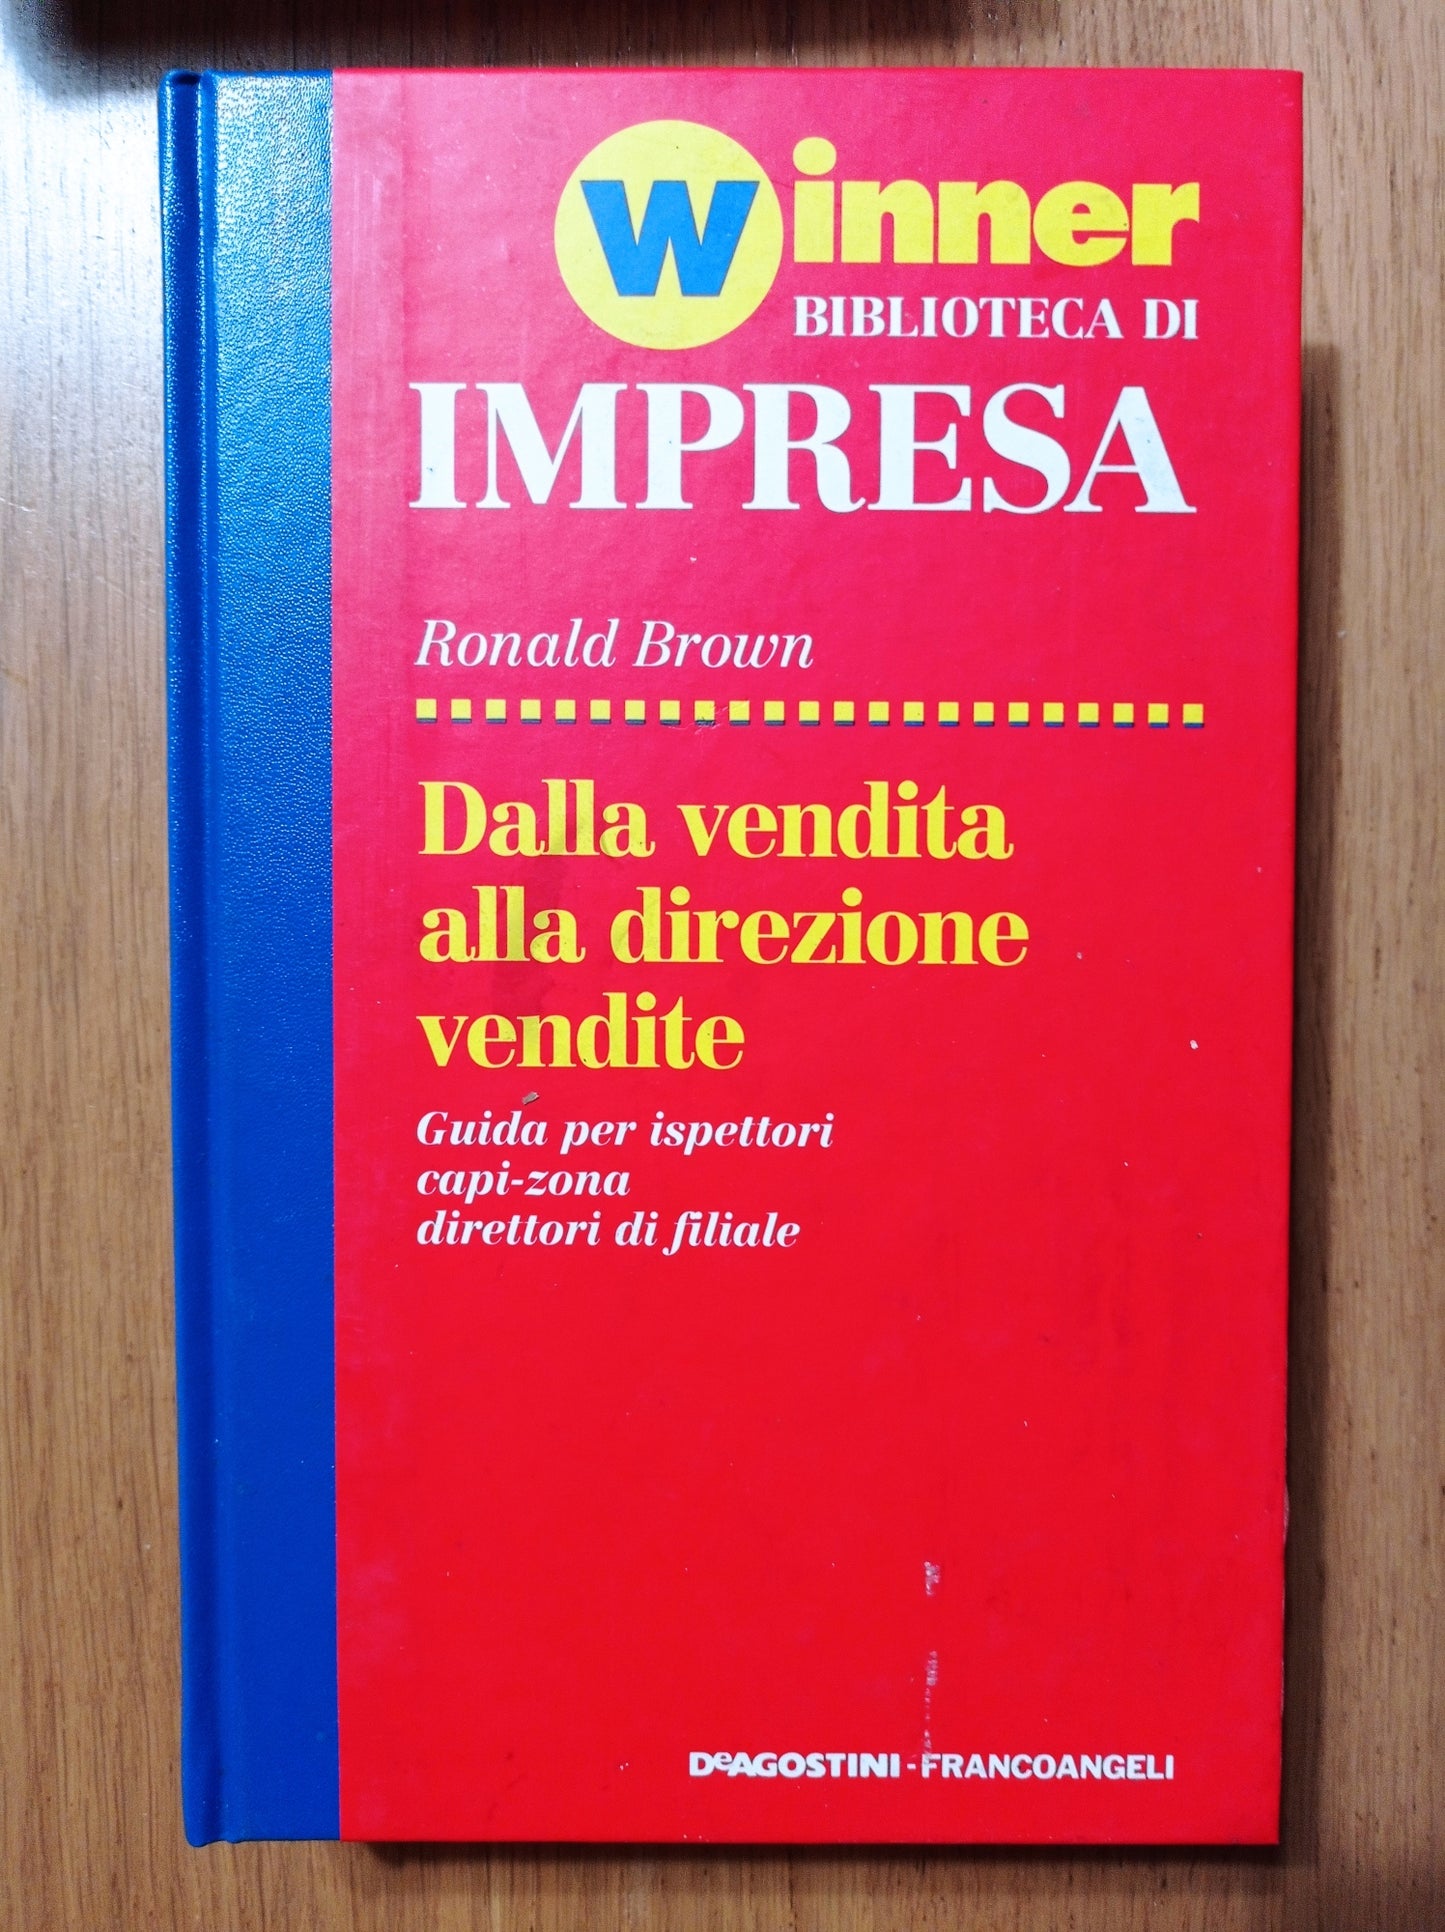 Winner
BIBLIOTECA DI
IMPRESA
Ronald Brown
Dalla vendita
alla direzione
vendite
Guida per ispettori
capi-zona
direttori di filiale
DeAGOSTINI - FRANCOANGELI